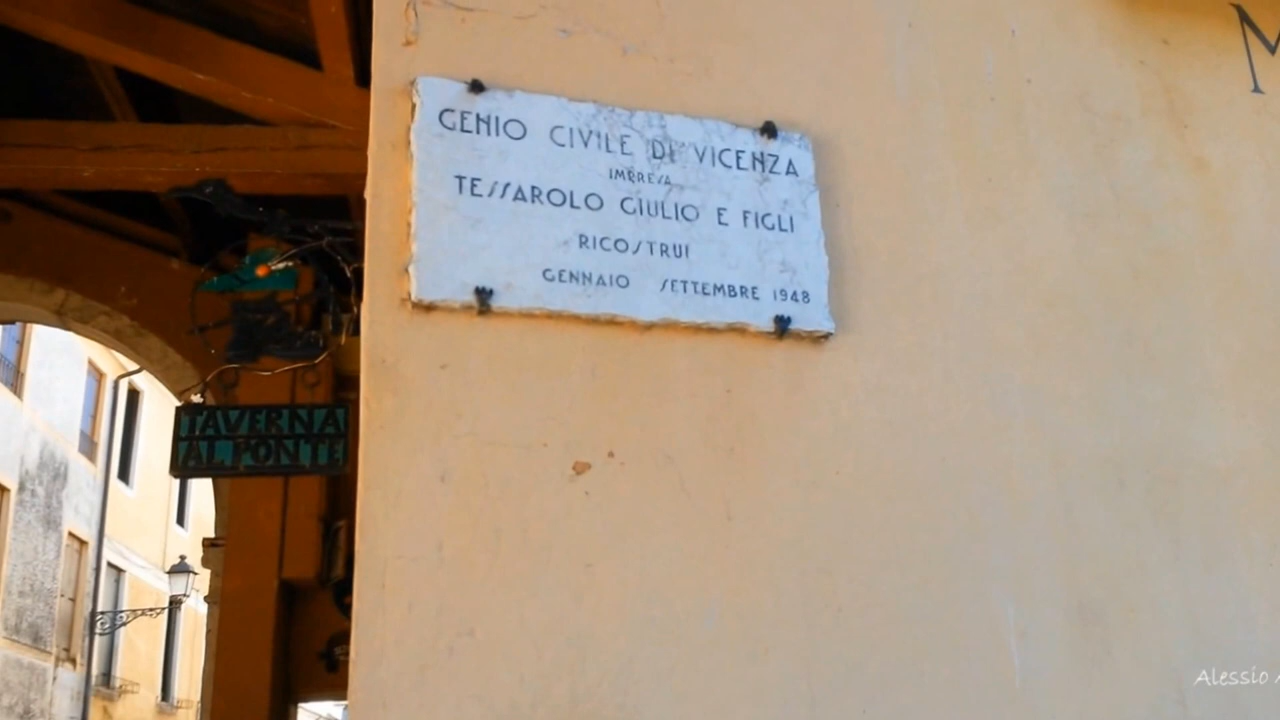 GENIO CIVILE DI VICENZA
IMPRESA
TESSAROLO GIULIO E FIGLI
RICOSTRUI
GENNAIO SETTEMBRE 1948
TAVERNA
AL PONTE
Alessio